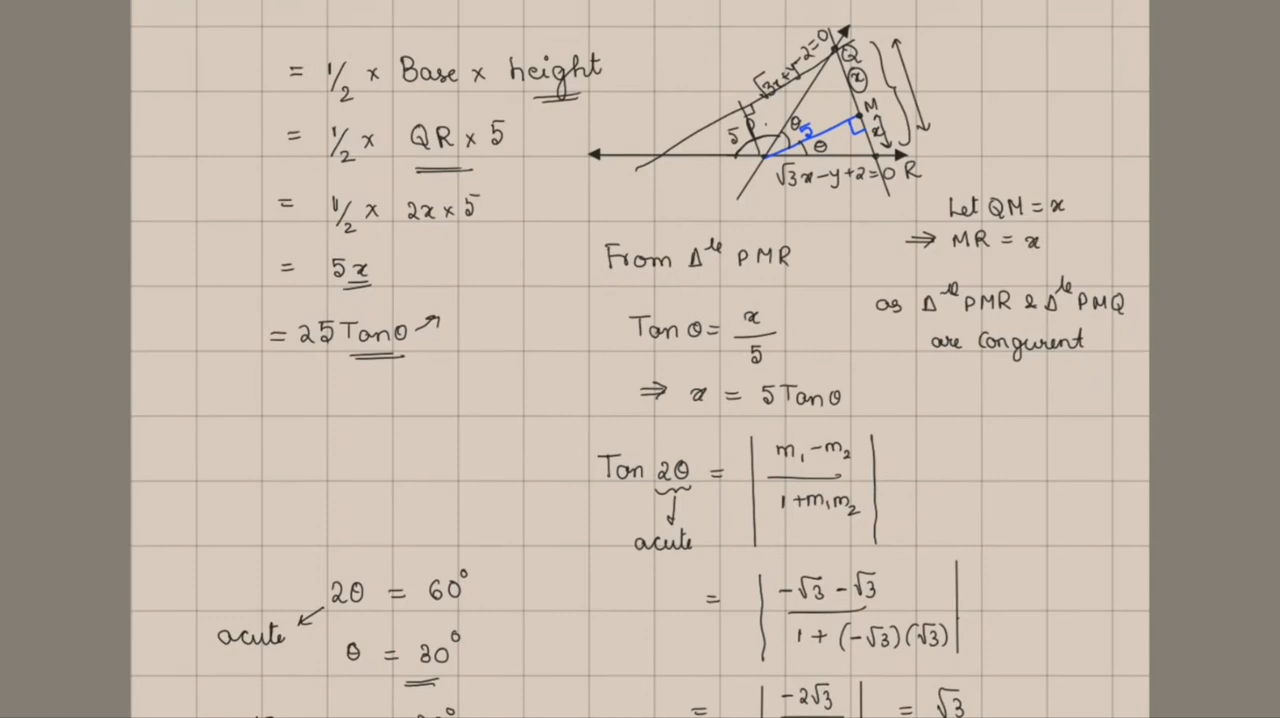 = 1/2 × Base × height
= 1/2 × QR × 5
= 1/2 × 2x × 5
= 5x
= 25 Tanθ
2θ = 60°
acute
θ = 30°
√3x+y-2=0
Q
x
M
x
5
P
θ
5
θ
√3x-y+2=0 R
Let QM = x
⇒ MR = x
From Δle PMR
as Δle PMR & Δle PMQ
are congurent
Tan θ = x/5
⇒ x = 5 Tanθ
Tan 2θ = | m₁-m₂ / 1+m₁m₂ |
acute
= | -√3-√3 / 1+(-√3)(√3) |
= | -2√3 | = √3